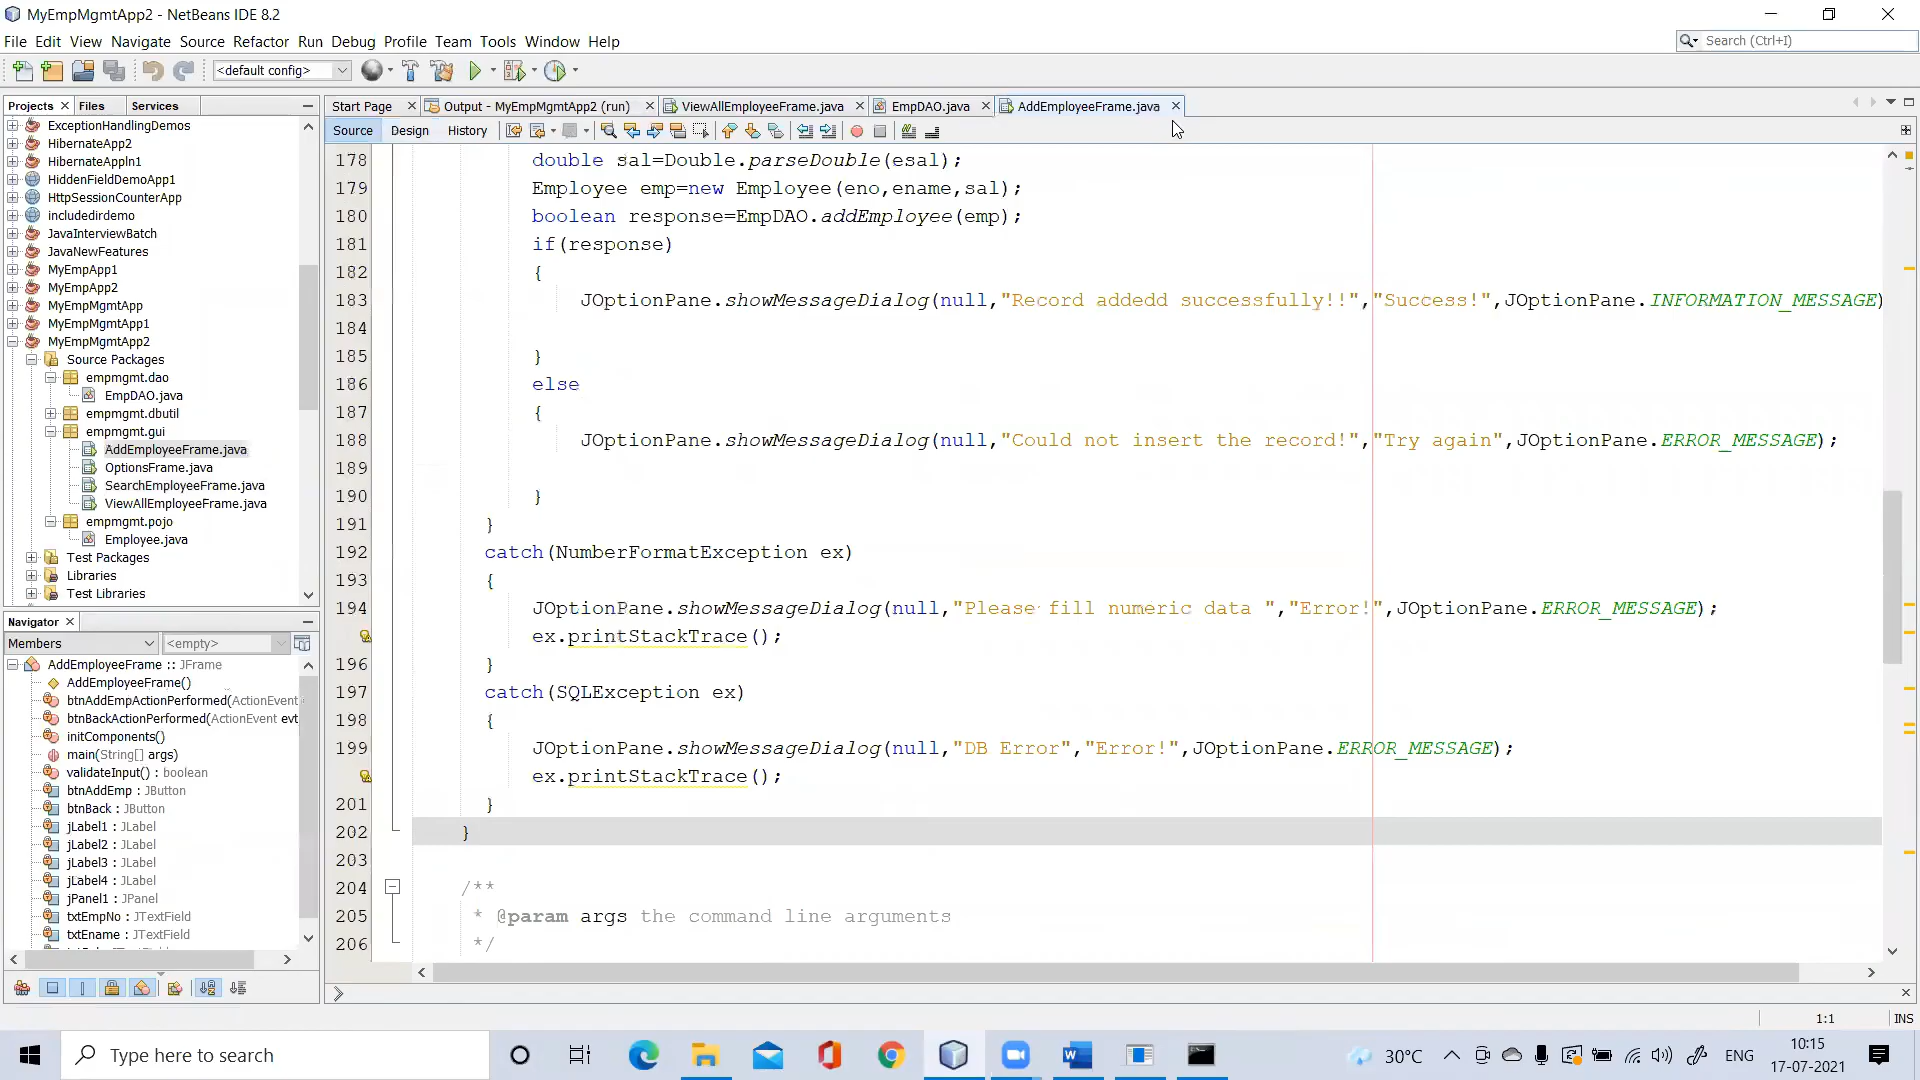 MyEmpMgmtApp2 - NetBeans IDE 8.2
File Edit View Navigate Source Refactor Run Debug Profile Team Tools Window Help
Search (Ctrl+I)
<default config>
Projects Files Services
Start Page Output - MyEmpMgmtApp2 (run) ViewAllEmployeeFrame.java EmpDAO.java AddEmployeeFrame.java
Source Design History
ExceptionHandlingDemos
HibernateApp2
HibernateAppIn1
HiddenFieldDemoApp1
HttpSessionCounterApp
includedirdemo
JavaInterviewBatch
JavaNewFeatures
MyEmpApp1
MyEmpApp2
MyEmpMgmtApp
MyEmpMgmtApp1
MyEmpMgmtApp2
Source Packages
empmgmt.dao
EmpDAO.java
empmgmt.dbutil
empmgmt.gui
AddEmployeeFrame.java
OptionsFrame.java
SearchEmployeeFrame.java
ViewAllEmployeeFrame.java
empmgmt.pojo
Employee.java
Test Packages
Libraries
Test Libraries
Navigator
Members <empty>
AddEmployeeFrame :: JFrame
AddEmployeeFrame()
btnAddEmpActionPerformed(ActionEvent
btnBackActionPerformed(ActionEvent evt
initComponents()
main(String[] args)
validateInput() : boolean
btnAddEmp : JButton
btnBack : JButton
jLabel1 : JLabel
jLabel2 : JLabel
jLabel3 : JLabel
jLabel4 : JLabel
jPanel1 : JPanel
txtEmpNo : JTextField
txtEname : JTextField
178 double sal=Double.parseDouble(esal);
179 Employee emp=new Employee(eno,ename,sal);
180 boolean response=EmpDAO.addEmployee(emp);
181 if(response)
182 {
183 JOptionPane.showMessageDialog(null,"Record addedd successfully!!","Success!",JOptionPane.INFORMATION_MESSAGE)
184
185 }
186 else
187 {
188 JOptionPane.showMessageDialog(null,"Could not insert the record!","Try again",JOptionPane.ERROR_MESSAGE);
189
190 }
191 }
192 catch(NumberFormatException ex)
193 {
194 JOptionPane.showMessageDialog(null,"Please fill numeric data ","Error!",JOptionPane.ERROR_MESSAGE);
ex.printStackTrace();
196 }
197 catch(SQLException ex)
198 {
199 JOptionPane.showMessageDialog(null,"DB Error","Error!",JOptionPane.ERROR_MESSAGE);
ex.printStackTrace();
201 }
202 }
203
204 /**
205 * @param args the command line arguments
206 */
1:1 INS
Type here to search
30°C ENG 10:15
17-07-2021